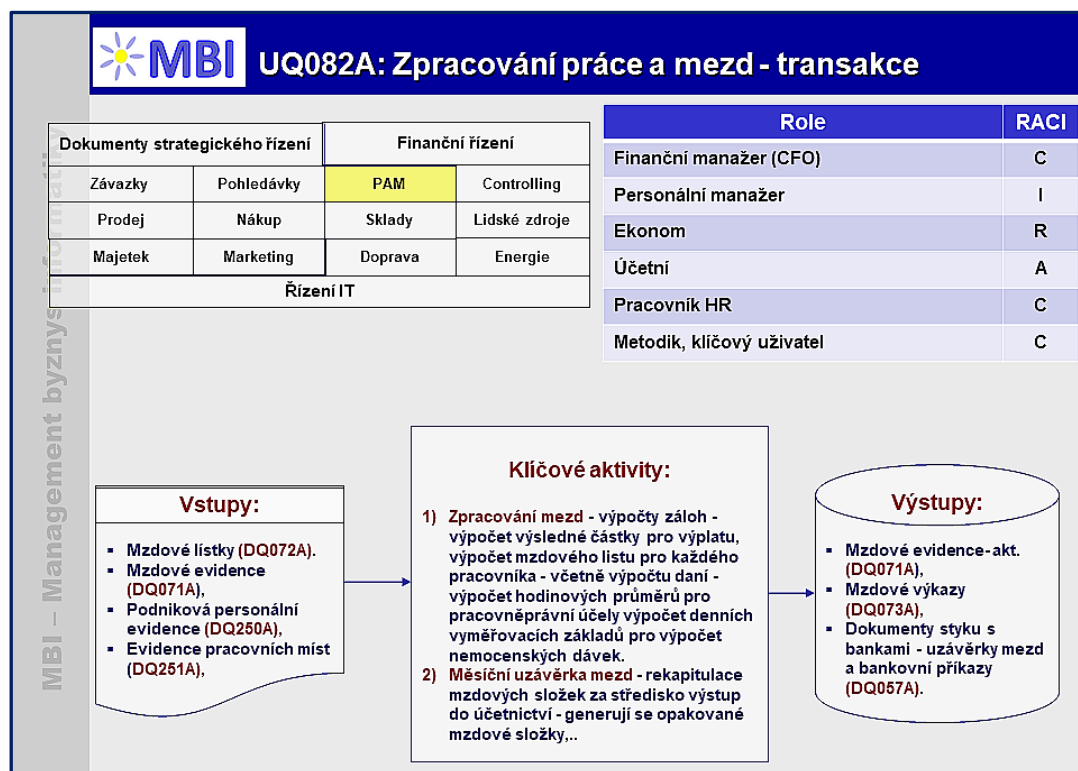 MBI
UQ082A: Zpracování práce a mezd - transakce
MBI – Management byznys informatiky
Dokumenty strategického řízení
Finanční řízení
Závazky
Pohledávky
PAM
Controlling
Prodej
Nákup
Sklady
Lidské zdroje
Majetek
Marketing
Doprava
Energie
Řízení IT
Role
RACI
Finanční manažer (CFO)
C
Personální manažer
I
Ekonom
R
Účetní
A
Pracovník HR
C
Metodik, klíčový uživatel
C
Vstupy:
▪ Mzdové lístky (DQ072A).
▪ Mzdové evidence
(DQ071A),
▪ Podniková personální
evidence (DQ250A),
▪ Evidence pracovních míst
(DQ251A),
Klíčové aktivity:
1) Zpracování mezd - výpočty záloh -
výpočet výsledné částky pro výplatu,
výpočet mzdového listu pro každého
pracovníka - včetně výpočtu daní -
výpočet hodinových průměrů pro
pracovněprávní účely výpočet denních
vyměřovacích základů pro výpočet
nemocenských dávek.
2) Měsíční uzávěrka mezd - rekapitulace
mzdových složek za středisko výstup
do účetnictví - generují se opakované
mzdové složky,..
Výstupy:
▪ Mzdové evidence-akt.
(DQ071A),
▪ Mzdové výkazy
(DQ073A),
▪ Dokumenty styku s
bankami - uzávěrky mezd
a bankovní příkazy
(DQ057A).